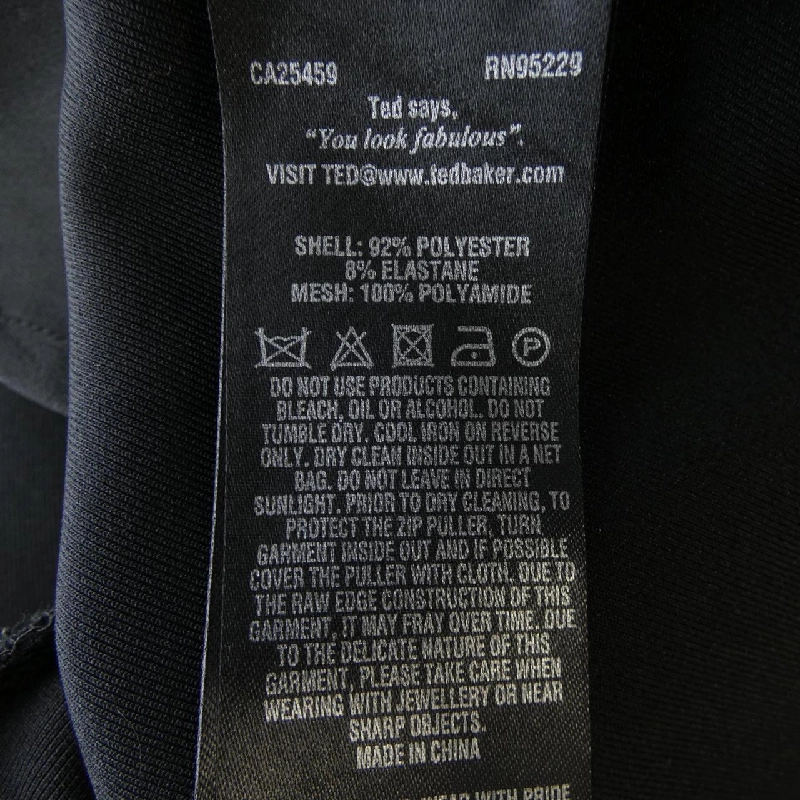 CA25459 RN95229
Ted says,
"You look fabulous".
VISIT TED@www.tedbaker.com
SHELL: 92% POLYESTER
8% ELASTANE
MESH: 100% POLYAMIDE
P
DO NOT USE PRODUCTS CONTAINING
BLEACH, OIL OR ALCOHOL. DO NOT
TUMBLE DRY. COOL IRON ON REVERSE
ONLY. DRY CLEAN INSIDE OUT IN A NET
BAG. DO NOT LEAVE IN DIRECT
SUNLIGHT. PRIOR TO DRY CLEANING, TO
PROTECT THE ZIP PULLER, TURN
GARMENT INSIDE OUT AND IF POSSIBLE
COVER THE PULLER WITH CLOTH. DUE TO
THE RAW EDGE CONSTRUCTION OF THIS
GARMENT, IT MAY FRAY OVER TIME. DUE
TO THE DELICATE NATURE OF THIS
GARMENT, PLEASE TAKE CARE WHEN
WEARING WITH JEWELLERY OR NEAR
SHARP OBJECTS.
MADE IN CHINA
WEAR WITH PRIDE